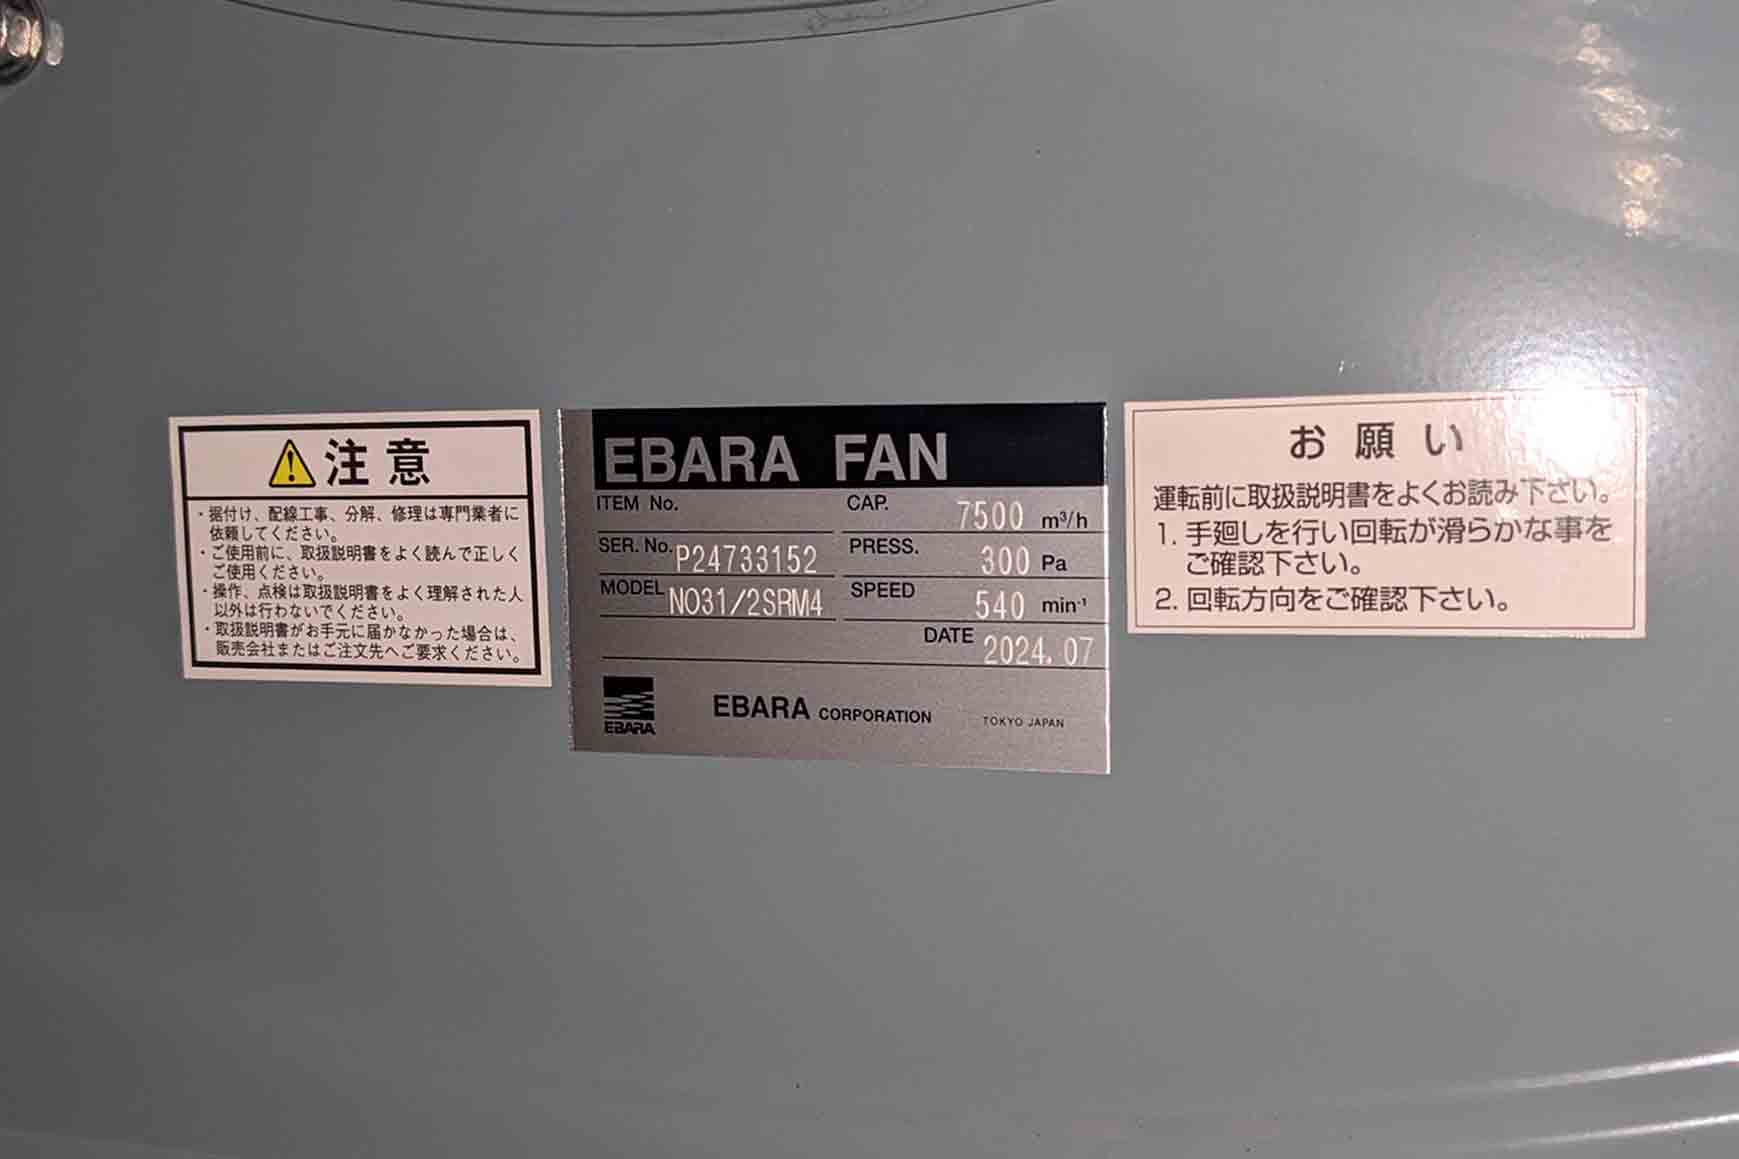 注意
・据付け、配線工事、分解、修理は専門業者に
依頼してください。
・ご使用前に、取扱説明書をよく読んで正しく
ご使用ください。
・操作、点検は取扱説明書をよく理解された人
以外は行わないでください。
・取扱説明書がお手元に届かなかった場合は、
販売会社またはご注文先へご要求ください。
EBARA FAN
ITEM No.
CAP. 7500 m³/h
SER. No. P24733152
PRESS. 300 Pa
MODEL NO31/2SRM4
SPEED 540 min⁻¹
DATE 2024.07
EBARA
EBARA CORPORATION TOKYO JAPAN
お願い
運転前に取扱説明書をよくお読み下さい。
1. 手廻しを行い回転が滑らかな事を
ご確認下さい。
2. 回転方向をご確認下さい。